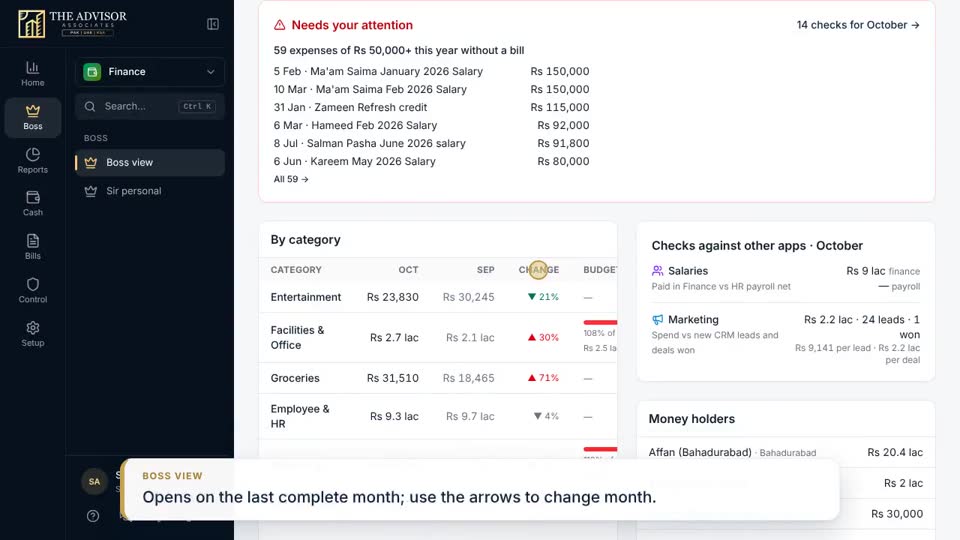 THE ADVISOR
ASSOCIATES
PAK | UAE | KSA
Home
Boss
Reports
Cash
Bills
Control
Setup
Finance
Search...
Ctrl K
BOSS
Boss view
Sir personal
SA
Needs your attention
14 checks for October →
59 expenses of Rs 50,000+ this year without a bill
5 Feb · Ma'am Saima January 2026 Salary Rs 150,000
10 Mar · Ma'am Saima Feb 2026 Salary Rs 150,000
31 Jan · Zameen Refresh credit Rs 115,000
6 Mar · Hameed Feb 2026 Salary Rs 92,000
8 Jul · Salman Pasha June 2026 salary Rs 91,800
6 Jun · Kareem May 2026 Salary Rs 80,000
All 59 →
By category
CATEGORY OCT SEP CHANGE BUDGET
Entertainment Rs 23,830 Rs 30,245 ▼ 21% —
Facilities & Office Rs 2.7 lac Rs 2.1 lac ▲ 30% 108% of
Rs 2.5 la
Groceries Rs 31,510 Rs 18,465 ▲ 71% —
Employee & HR Rs 9.3 lac Rs 9.7 lac ▼ 4% —
Checks against other apps · October
Salaries Rs 9 lac finance
Paid in Finance vs HR payroll net — payroll
Marketing Rs 2.2 lac · 24 leads · 1 won
Spend vs new CRM leads and deals won
Rs 9,141 per lead · Rs 2.2 lac per deal
Money holders
Affan (Bahadurabad) · Bahadurabad Rs 20.4 lac
Rs 2 lac
Rs 30,000
BOSS VIEW
Opens on the last complete month; use the arrows to change month.